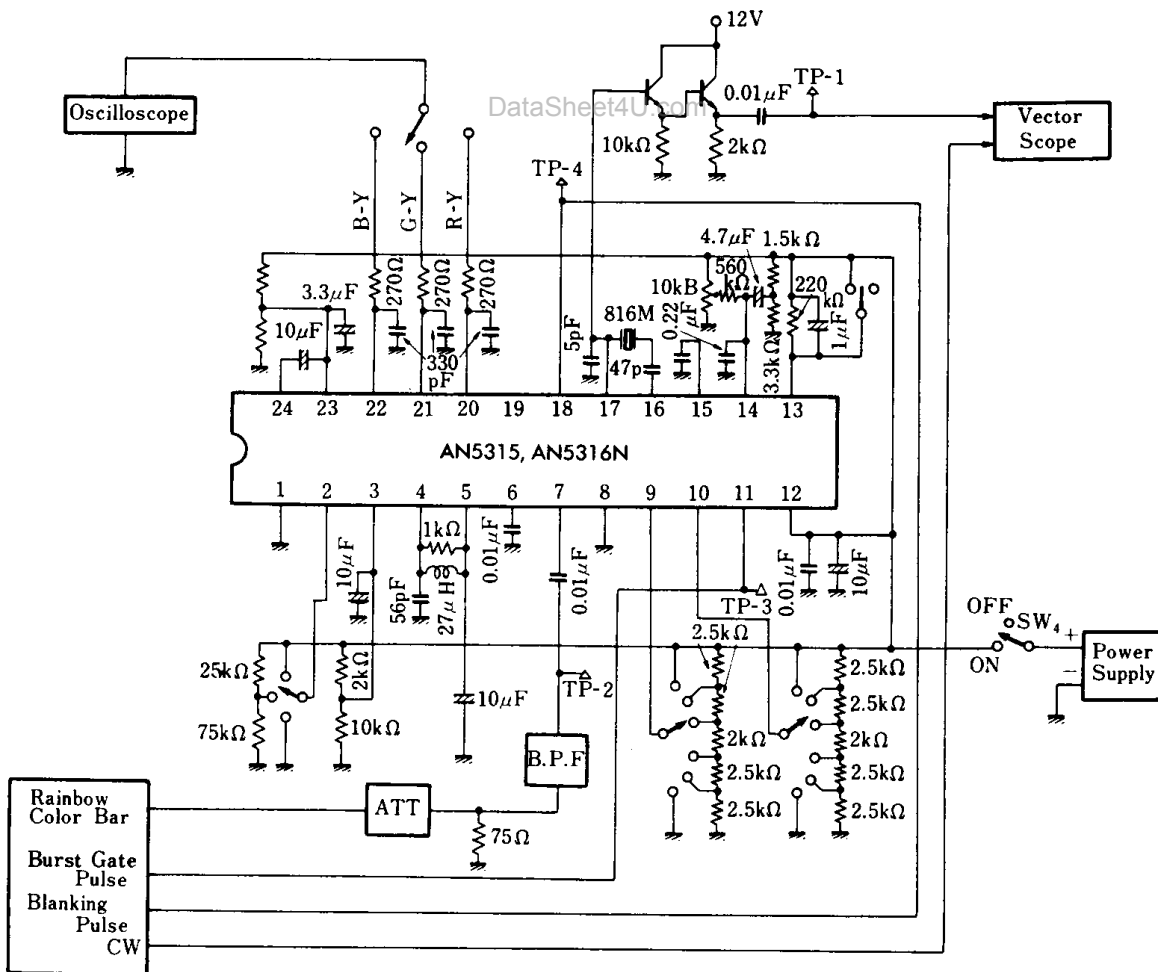 12V
Oscilloscope
DataSheet4U.com
0.01μF
TP-1
Vector
Scope
10kΩ
2kΩ
TP-4
B-Y
G-Y
R-Y
4.7μF
1.5kΩ
560
kΩ
10kB
220
kΩ
1μF
3.3kΩ
3.3μF
10μF
270Ω
270Ω
270Ω
330
pF
5pF
816M
47p
0.22
μF
24 23 22 21 20 19 18 17 16 15 14 13
AN5315, AN5316N
1 2 3 4 5 6 7 8 9 10 11 12
10μF
1kΩ
56pF
27μH
0.01μF
0.01μF
TP-3
0.01μF
10μF
OFF
SW4
ON
+
-
Power
Supply
25kΩ
75kΩ
2kΩ
10kΩ
10μF
TP-2
B.P.F
2.5kΩ
2kΩ
2.5kΩ
2.5kΩ
2.5kΩ
2.5kΩ
2kΩ
2.5kΩ
2.5kΩ
Rainbow
Color Bar
ATT
75Ω
Burst Gate
Pulse
Blanking
Pulse
CW